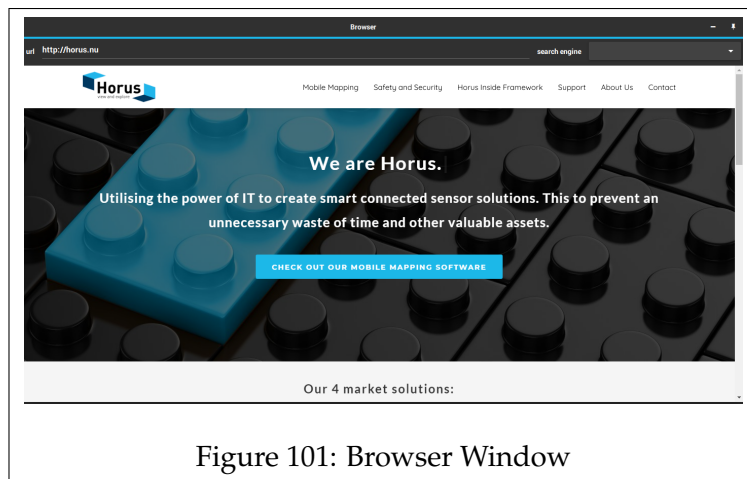 Browser
url http://horus.nu search engine
Horus
view and explore
Mobile Mapping Safety and Security Horus Inside Framework Support About Us Contact
We are Horus.
Utilising the power of IT to create smart connected sensor solutions. This to prevent an
unnecessary waste of time and other valuable assets.
CHECK OUT OUR MOBILE MAPPING SOFTWARE
Our 4 market solutions:
Figure 101: Browser Window